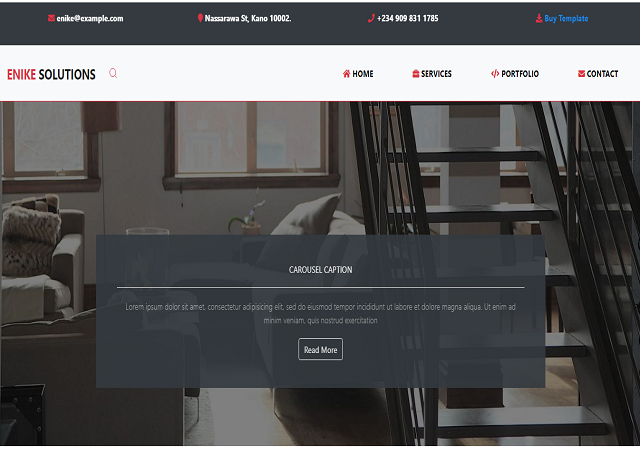 enike@example.com
Nassarawa St, Kano 10002.
+234 909 831 1785
Buy Template
ENIKE SOLUTIONS
HOME
SERVICES
PORTFOLIO
CONTACT
CAROUSEL CAPTION
Lorem ipsum dolor sit amet, consectetur adipisicing elit, sed do eiusmod tempor incididunt ut labore et dolore magna aliqua. Ut enim ad
minim veniam, quis nostrud exercitation
Read More